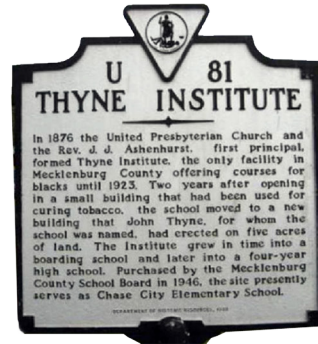 U 81
THYNE INSTITUTE
In 1876 the United Presbyterian Church and
the Rev. J. J. Ashenhurst, first principal,
formed Thyne Institute, the only facility in
Mecklenburg County offering courses for
blacks until 1923. Two years after opening
in a small building that had been used for
curing tobacco, the school moved to a new
building that John Thyne, for whom the
school was named, had erected on five acres
of land. The Institute grew in time into a
boarding school and later into a four-year
high school. Purchased by the Mecklenburg
County School Board in 1946, the site presently
serves as Chase City Elementary School.
DEPARTMENT OF HISTORIC RESOURCES,